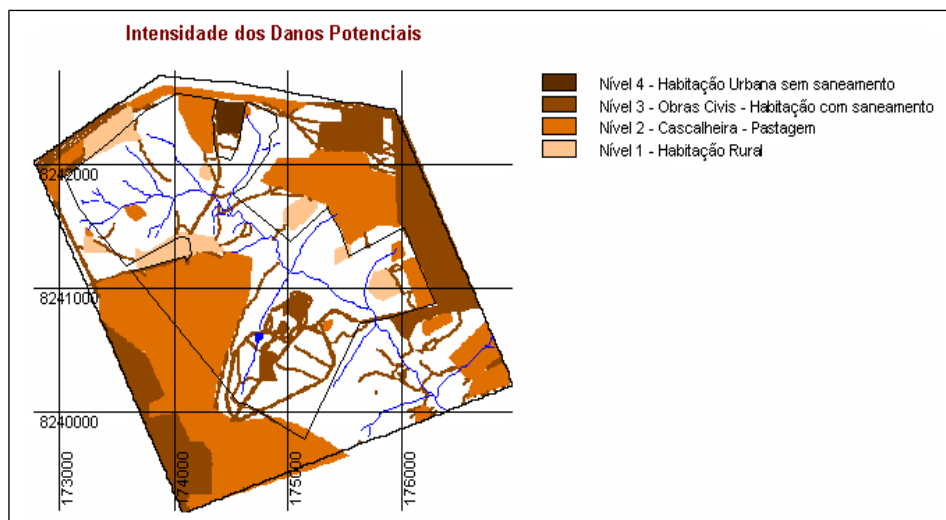 Intensidade dos Danos Potenciais
Nível 4 - Habitação Urbana sem saneamento
Nível 3 - Obras Civis - Habitação com saneamento
Nível 2 - Cascalheira - Pastagem
Nível 1 - Habitação Rural
8242000
8241000
8240000
173000
174000
175000
176000